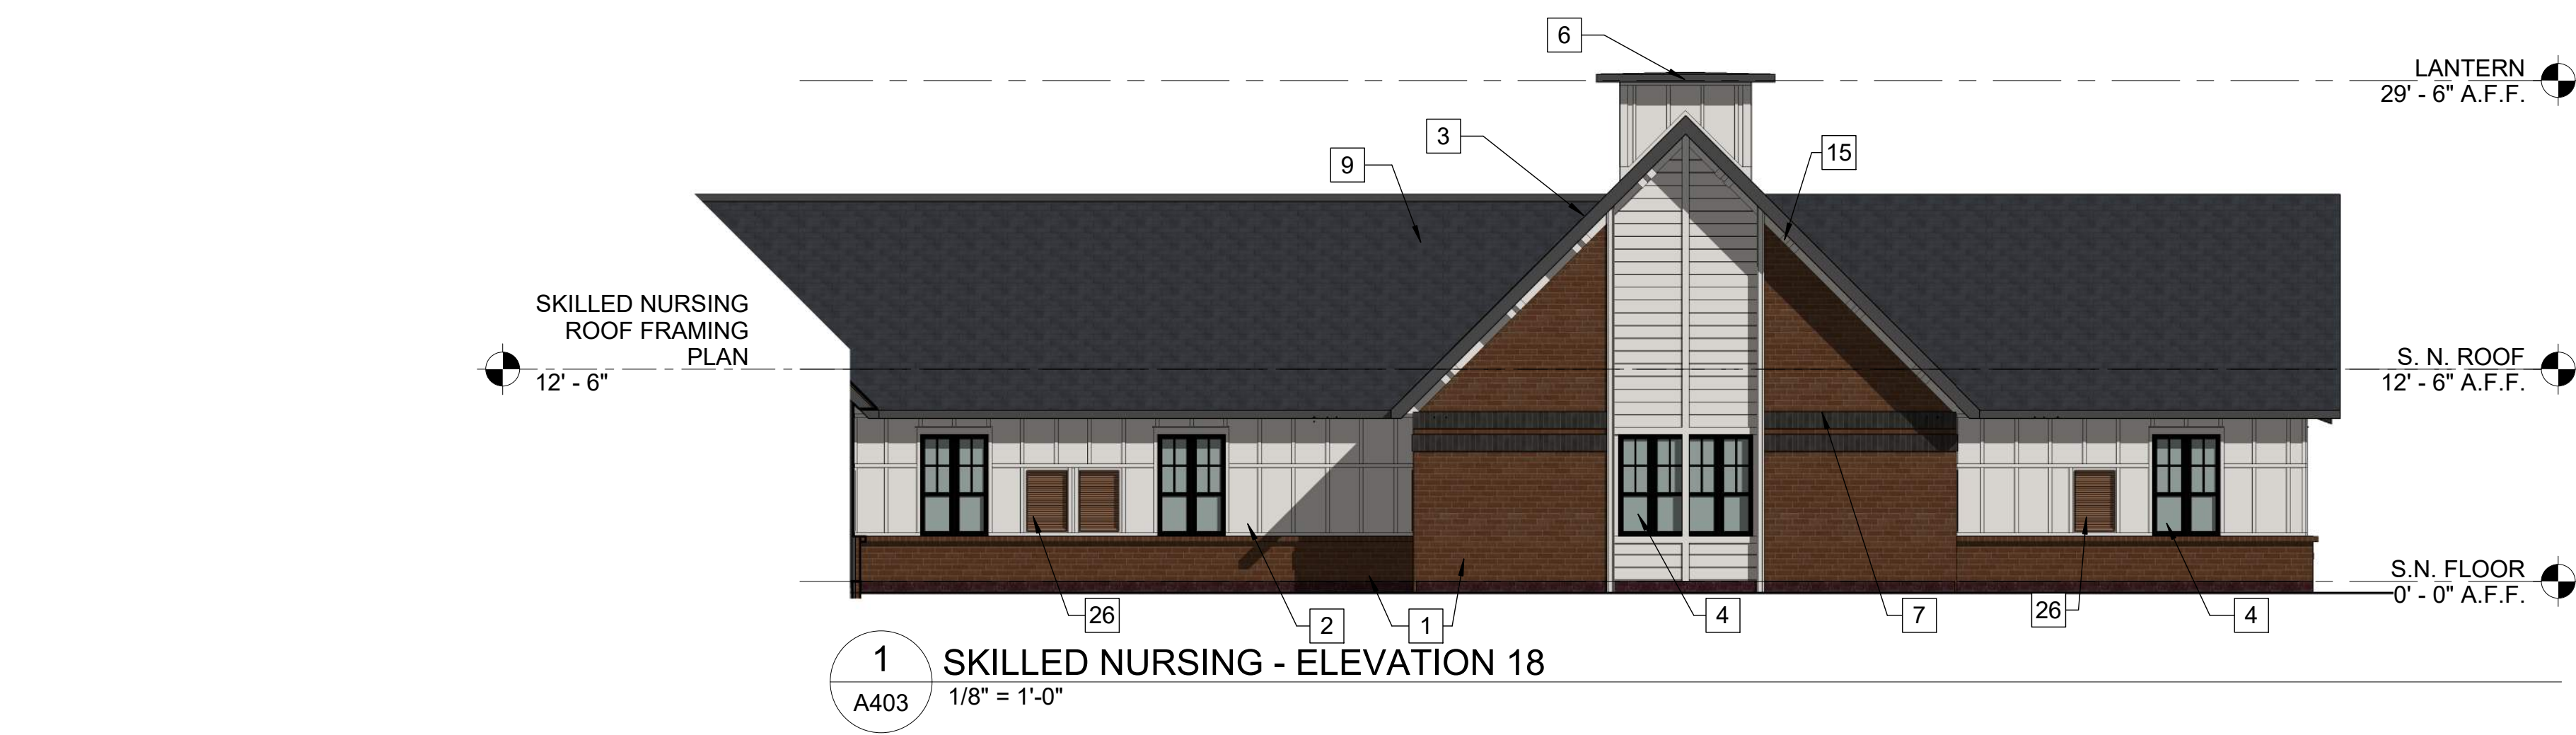 6
LANTERN
29' - 6" A.F.F.
3
15
9
SKILLED NURSING
ROOF FRAMING
PLAN
12' - 6"
S. N. ROOF
12' - 6" A.F.F.
S.N. FLOOR
0' - 0" A.F.F.
26
2
1
4
7
26
4
1
A403
SKILLED NURSING - ELEVATION 18
1/8" = 1'-0"